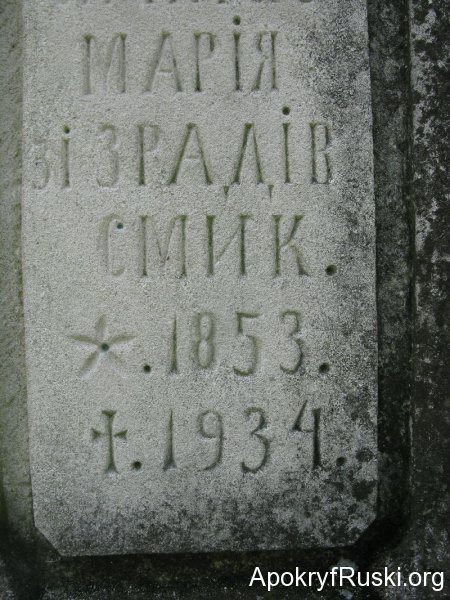 МАРІЯ
зі ЗРАДІВ
СМИК.
*. 1853.
†. 1934.
ApokryfRuski.org